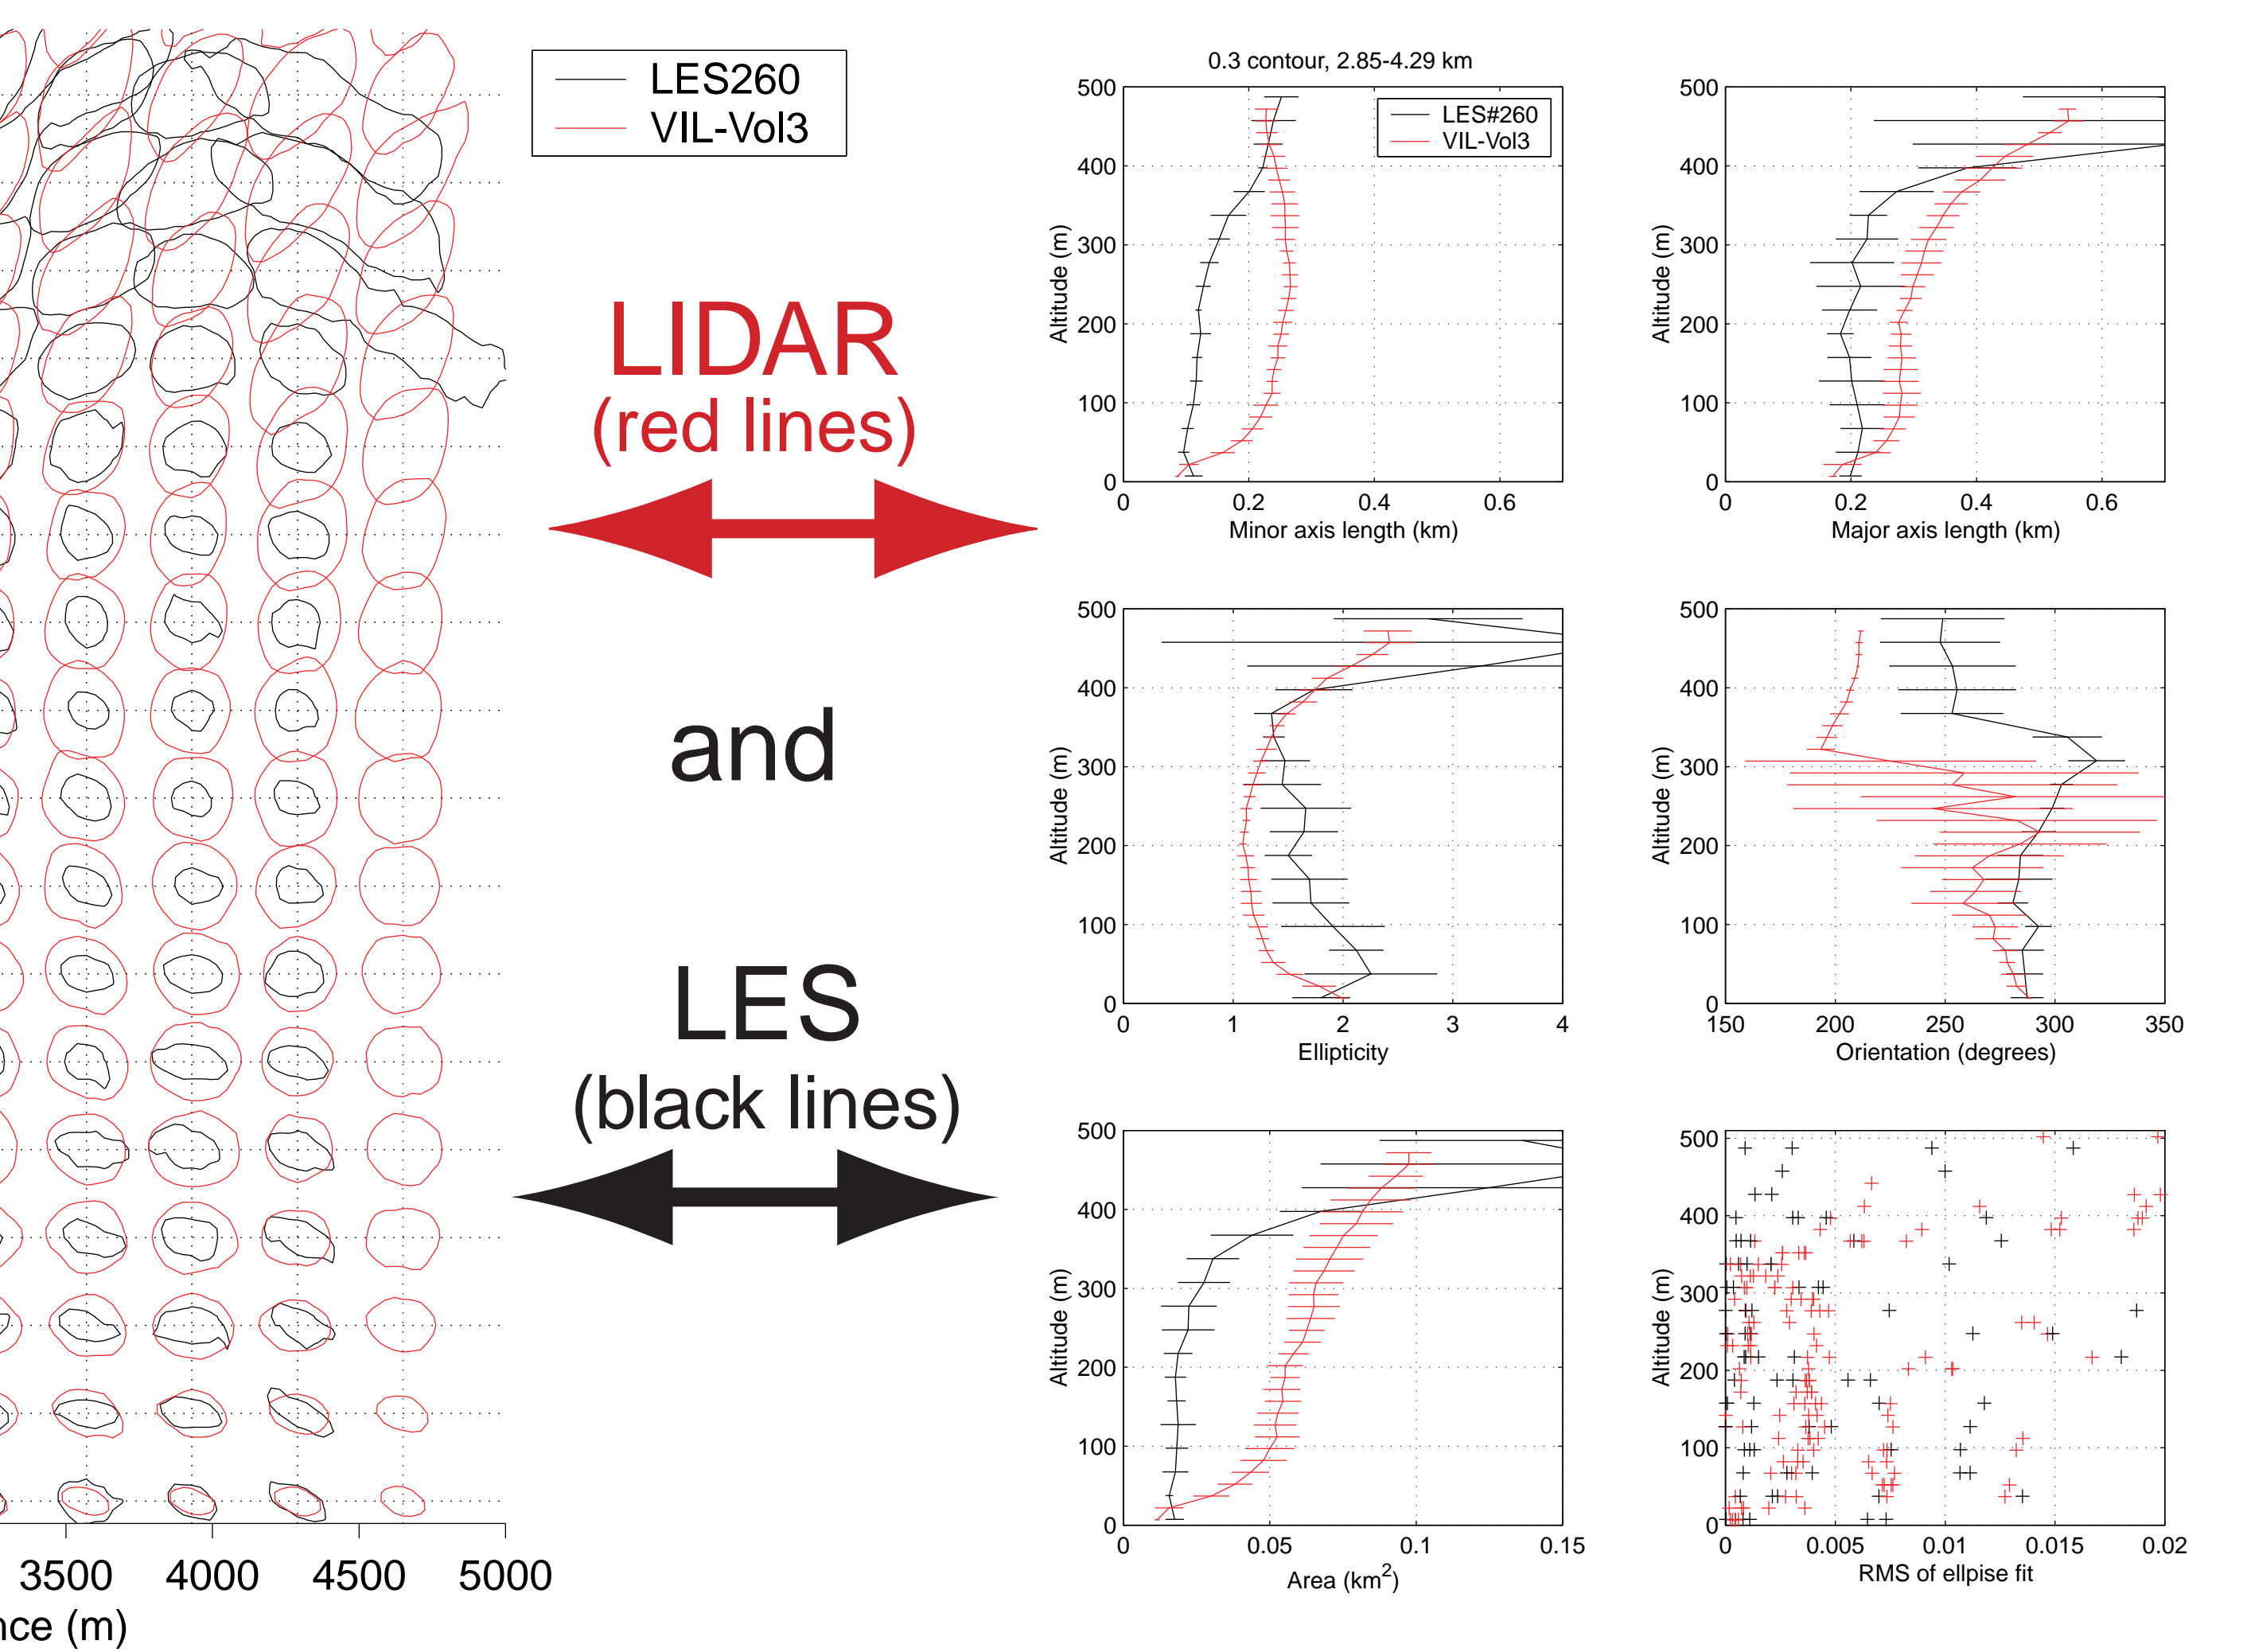 LES260
VIL-Vol3
3500
4000
4500
5000
nce (m)
LIDAR
(red lines)
and
LES
(black lines)
0.3 contour, 2.85-4.29 km
LES#260
VIL-Vol3
500
400
300
200
100
0
Altitude (m)
0
0.2
0.4
0.6
Minor axis length (km)
500
400
300
200
100
0
Altitude (m)
0
0.2
0.4
0.6
Major axis length (km)
500
400
300
200
100
0
Altitude (m)
0
1
2
3
4
Ellipticity
500
400
300
200
100
0
Altitude (m)
150
200
250
300
350
Orientation (degrees)
500
400
300
200
100
0
Altitude (m)
0
0.05
0.1
0.15
Area (km²)
500
400
300
200
100
0
Altitude (m)
0
0.005
0.01
0.015
0.02
RMS of ellpise fit